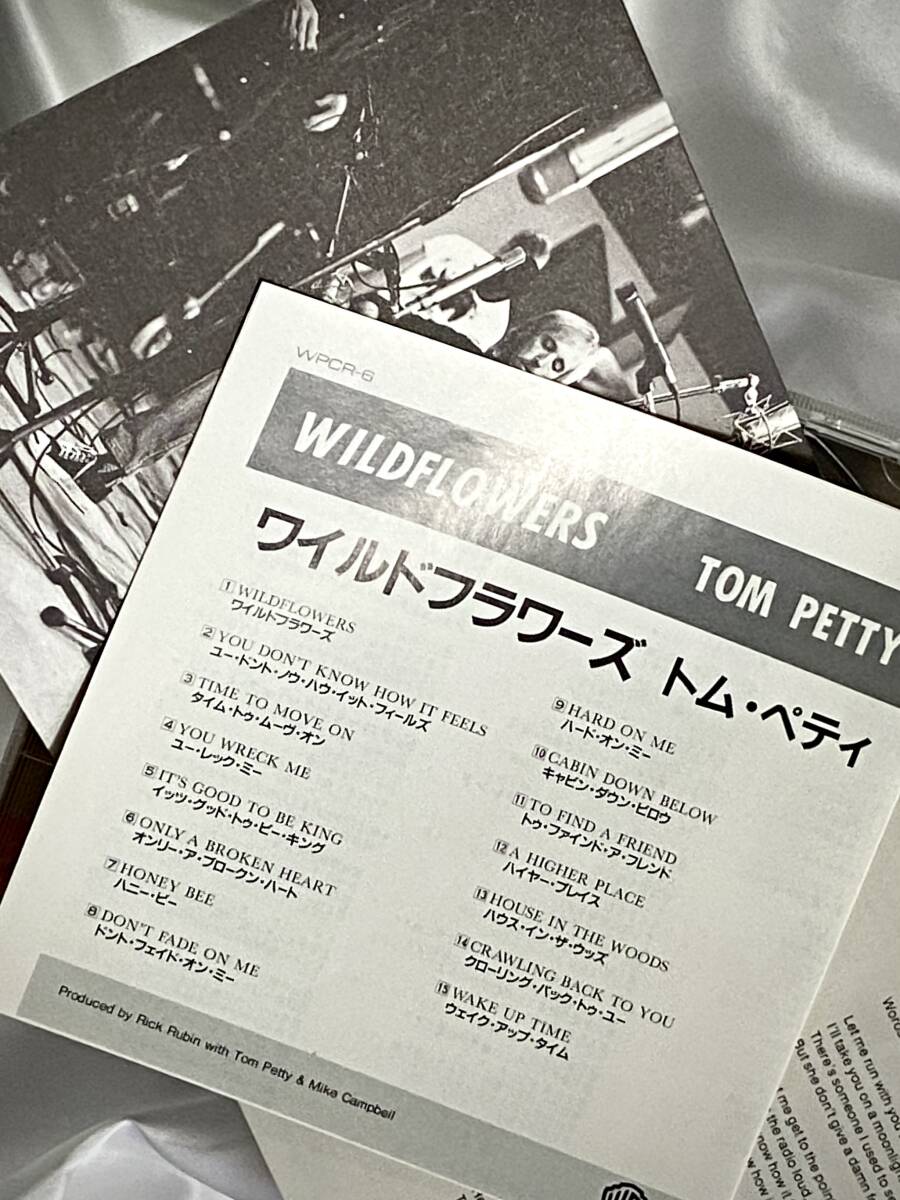 WPCR-6
WILDFLOWERS
TOM PETTY
ワイルドフラワーズ トム・ペティ
1 WILDFLOWERS
ワイルドフラワーズ
2 YOU DON'T KNOW HOW IT FEELS
ユー・ドント・ノウ・ハウ・イット・フィールズ
3 TIME TO MOVE ON
タイム・トゥ・ムーヴ・オン
4 YOU WRECK ME
ユー・レック・ミー
5 IT'S GOOD TO BE KING
イッツ・グッド・トゥ・ビー・キング
6 ONLY A BROKEN HEART
オンリー・ア・ブロークン・ハート
7 HONEY BEE
ハニー・ビー
8 DON'T FADE ON ME
ドント・フェイド・オン・ミー
9 HARD ON ME
ハード・オン・ミー
10 CABIN DOWN BELOW
キャビン・ダウン・ビロウ
11 TO FIND A FRIEND
トゥ・ファインド・ア・フレンド
12 A HIGHER PLACE
ハイヤー・プレイス
13 HOUSE IN THE WOODS
ハウス・イン・ザ・ウッズ
14 CRAWLING BACK TO YOU
クローリング・バック・トゥ・ユー
15 WAKE UP TIME
ウェイク・アップ・タイム
Produced by Rick Rubin with Tom Petty & Mike Campbell
Words
Let me run with you
I'll take you on a moonligh
There's someone I used to se
But she don't give a damn f
me get to the poin
the radio loud
now how